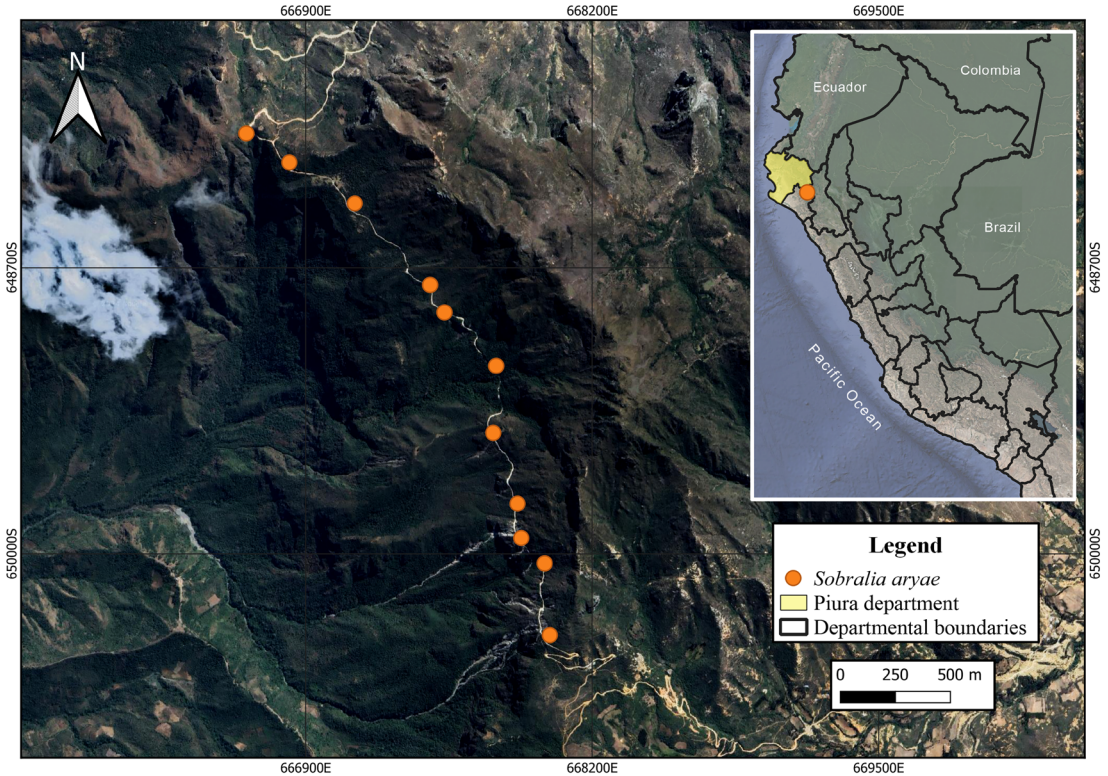 666900E
668200E
669500E
N
648700S
650000S
648700S
650000S
Colombia
Ecuador
Brazil
Pacific Ocean
Legend
Sobralia aryae
Piura department
Departmental boundaries
0 250 500 m
666900E
668200E
669500E